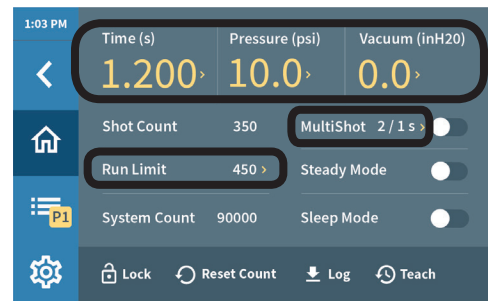 1:03 PM
Time (s) Pressure (psi) Vacuum (inH20)
1.200 > 10.0 > 0.0 >
Shot Count 350 MultiShot 2 / 1 s >
Run Limit 450 > Steady Mode
P1
System Count 90000 Sleep Mode
Lock Reset Count Log Teach